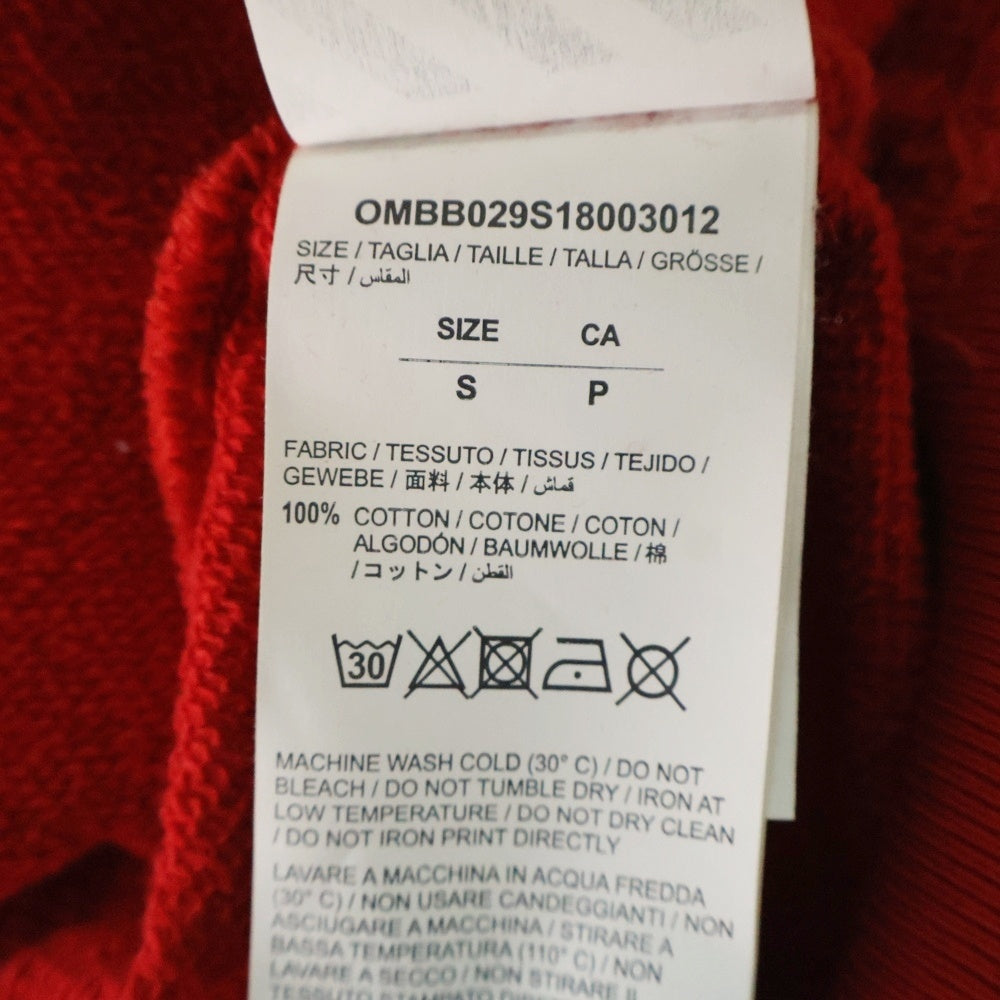 OMBB029S18003012
SIZE / TAGLIA / TAILLE / TALLA / GRÖSSE /
尺寸 / المقاس
SIZE CA
S P
FABRIC / TESSUTO / TISSUS / TEJIDO /
GEWEBE / 面料 / 本体 / قماش
100% COTTON / COTONE / COTON /
ALGODÓN / BAUMWOLLE / 棉
/ コットン / القطن
30
MACHINE WASH COLD (30° C) / DO NOT
BLEACH / DO NOT TUMBLE DRY / IRON AT
LOW TEMPERATURE / DO NOT DRY CLEAN
/ DO NOT IRON PRINT DIRECTLY
LAVARE A MACCHINA IN ACQUA FREDDA
(30° C) / NON USARE CANDEGGIANTI / NON
ASCIUGARE A MACCHINA / STIRARE A
BASSA TEMPERATURA (110° C) / NON
LAVARE A SECCO / NON STIRARE IL
TESSUTO STAMPATO